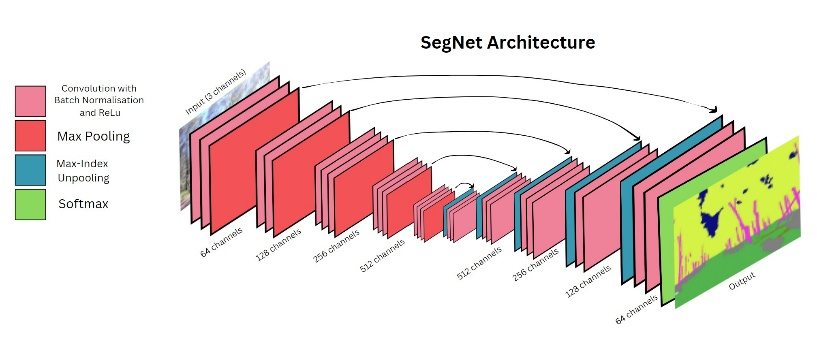 SegNet Architecture
Convolution with
Batch Normalisation
and ReLu
Max Pooling
Max-Index
Unpooling
Softmax
Input (3 channels)
64 channels
128 channels
256 channels
512 channels
512 channels
256 channels
128 channels
64 channels
Output